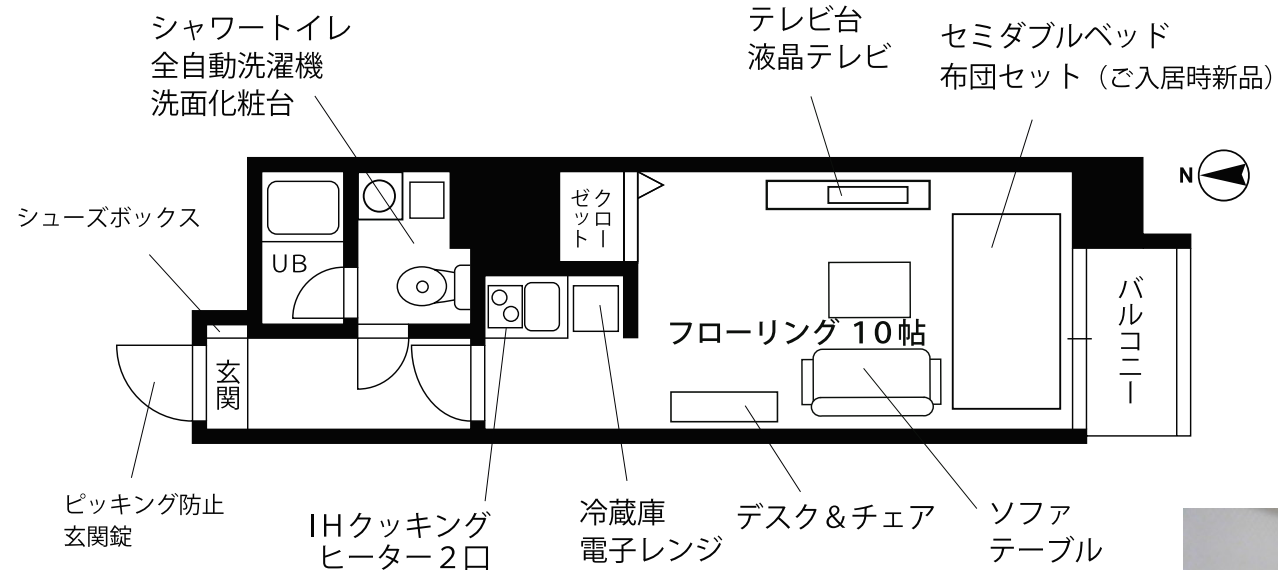 シャワートイレ
全自動洗濯機
洗面化粧台
テレビ台
液晶テレビ
セミダブルベッド
布団セット（ご入居時新品）
N
シューズボックス
クローゼット
UB
バルコニー
フローリング 10帖
玄関
ピッキング防止
玄関錠
IHクッキング
ヒーター２口
冷蔵庫
電子レンジ
デスク＆チェア
ソファ
テーブル